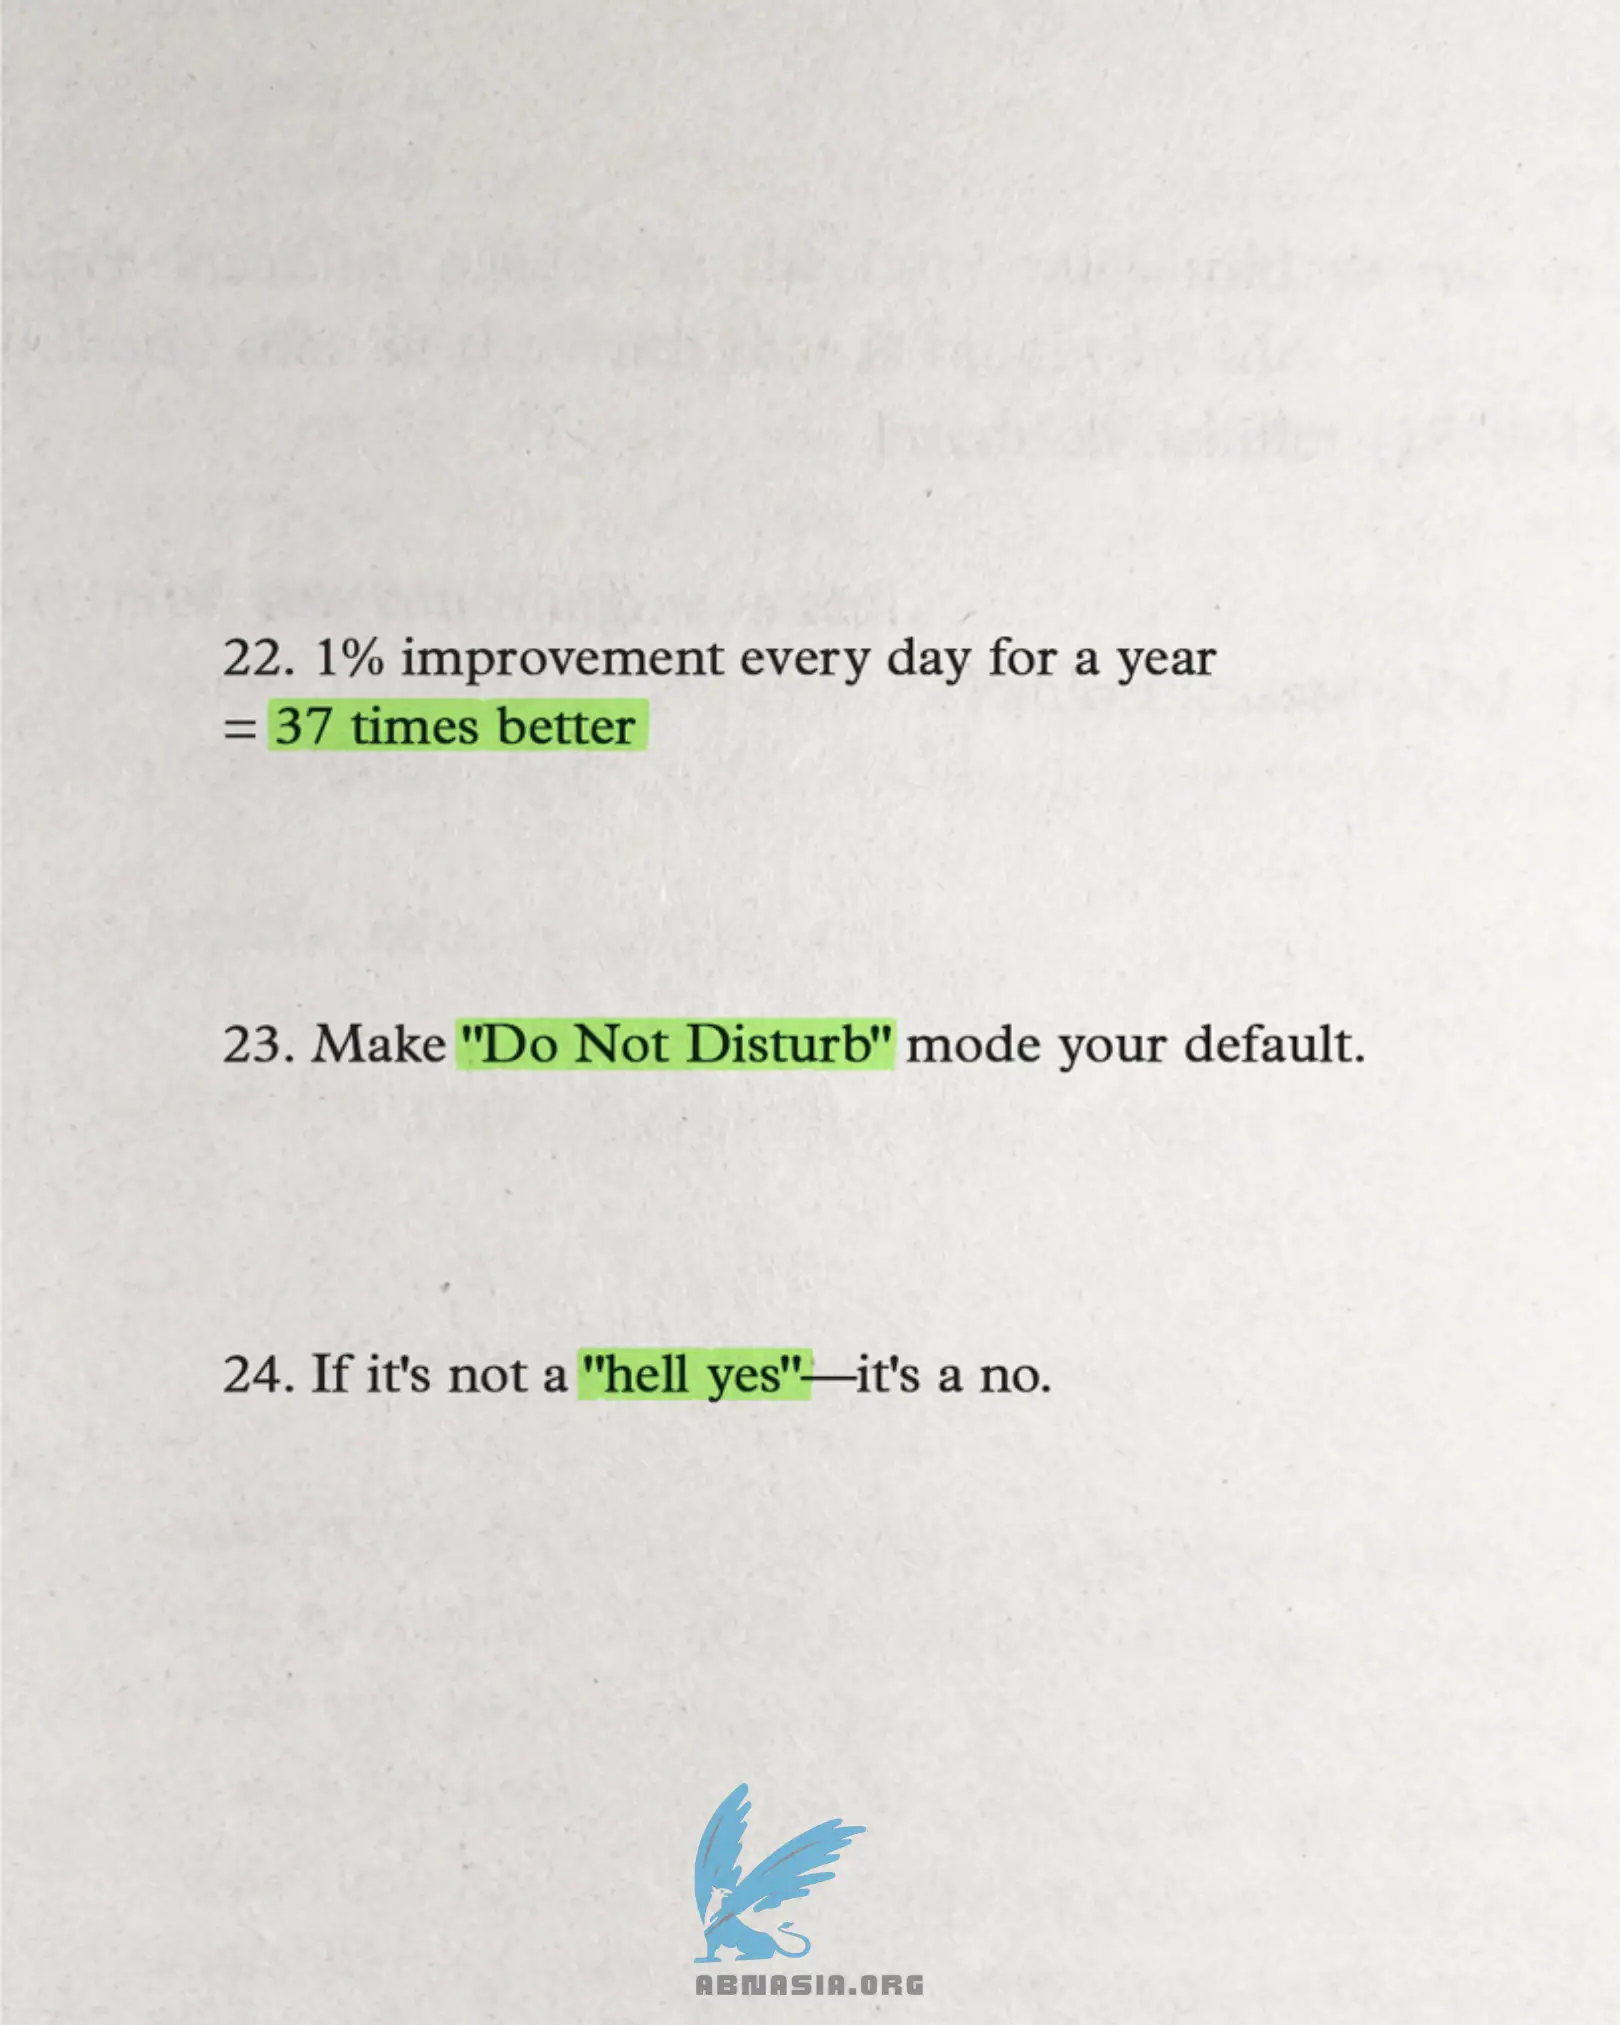 22. 1% improvement every day for a year
= 37 times better
23. Make "Do Not Disturb" mode your default.
24. If it's not a "hell yes"—it's a no.
ABNASIA.ORG